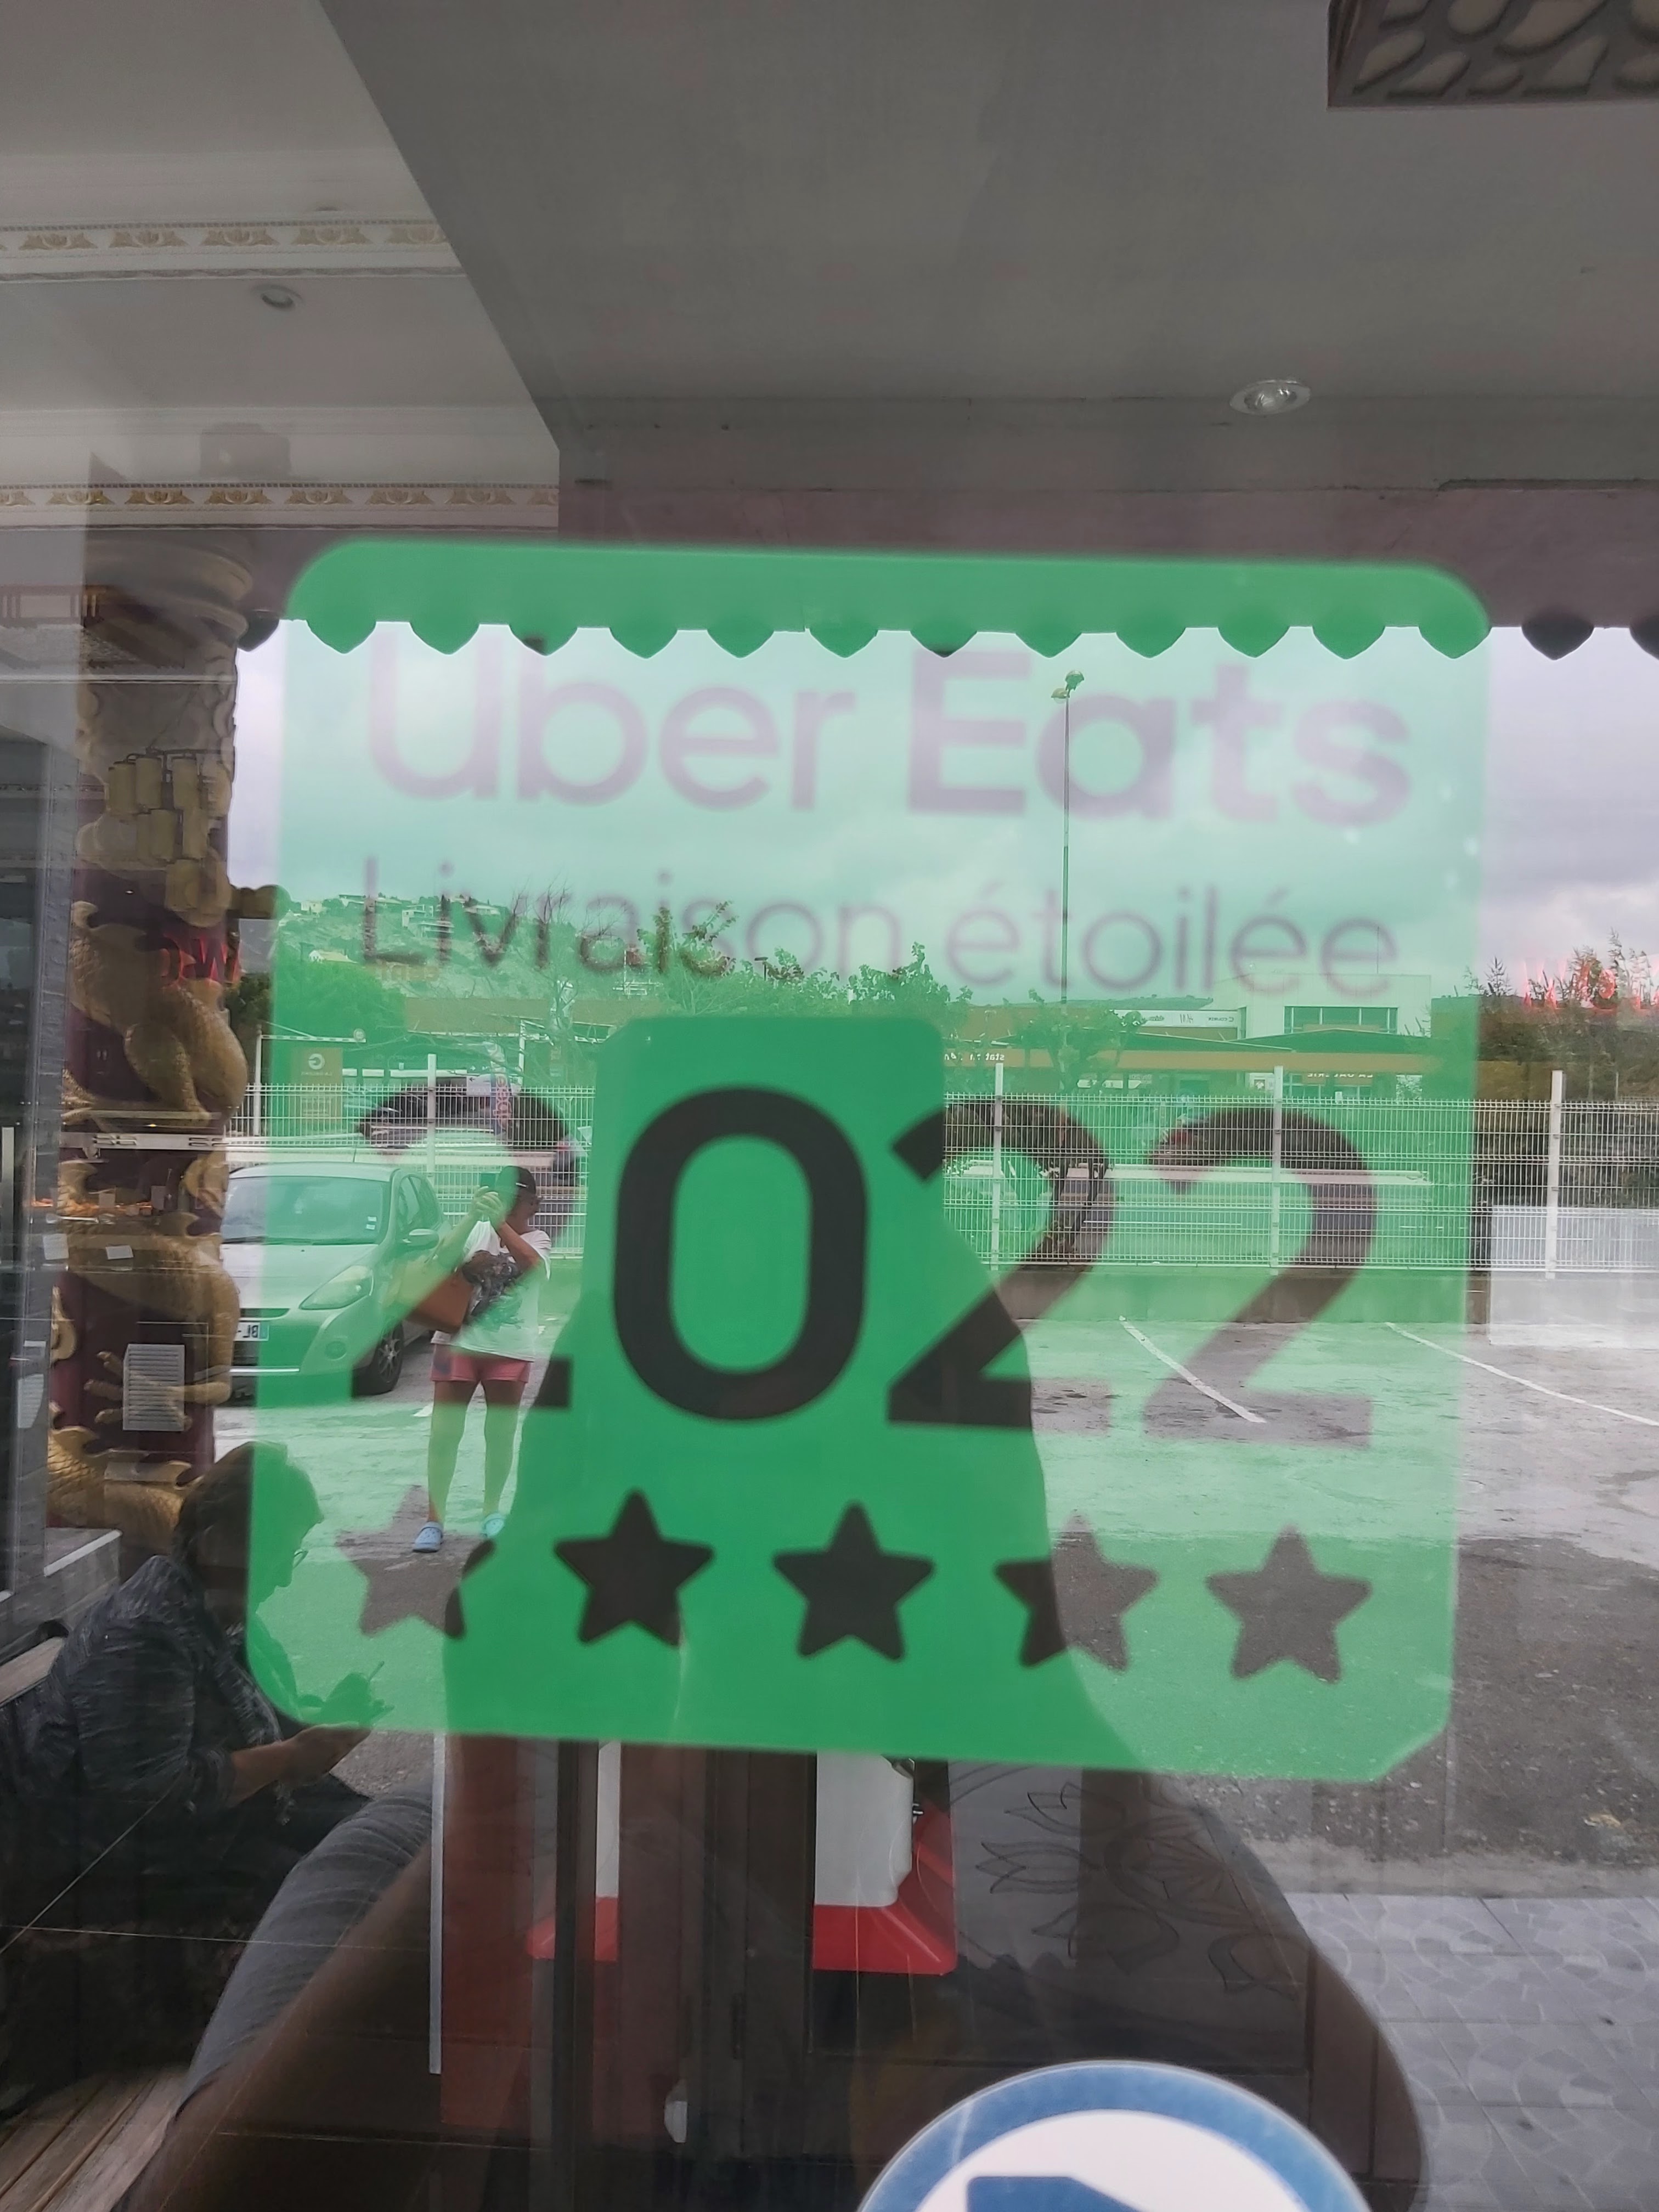 Uber Eats
Livraison étoilée
2022